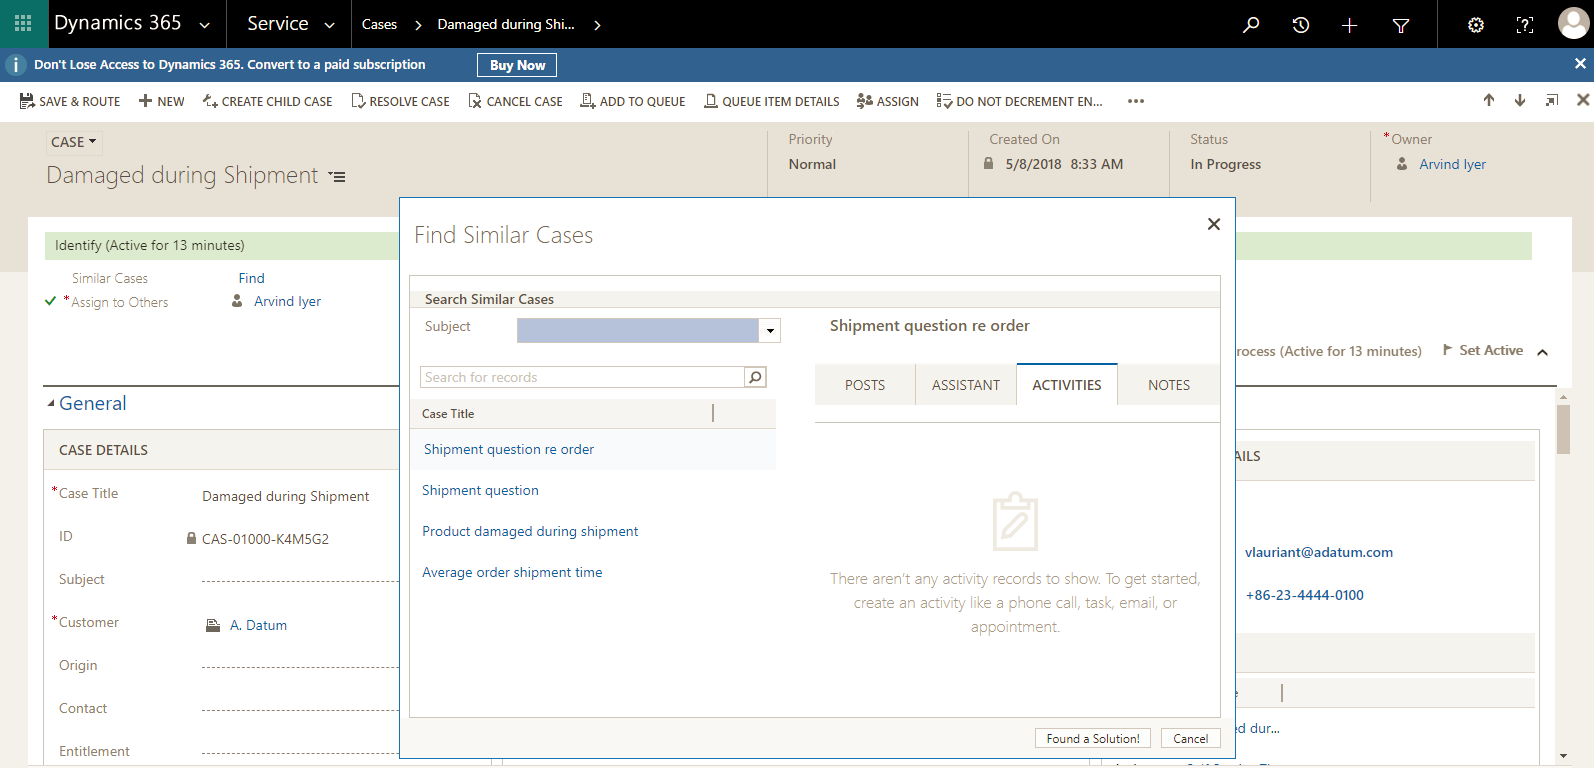 Dynamics 365 Service Cases Damaged during Shi...
Don't Lose Access to Dynamics 365. Convert to a paid subscription Buy Now
SAVE & ROUTE NEW CREATE CHILD CASE RESOLVE CASE CANCEL CASE ADD TO QUEUE QUEUE ITEM DETAILS ASSIGN DO NOT DECREMENT EN... •••
CASE
Damaged during Shipment
Priority
Normal
Created On
5/8/2018 8:33 AM
Status
In Progress
*Owner
Arvind Iyer
Identify (Active for 13 minutes)
Similar Cases Find
*Assign to Others Arvind Iyer
rocess (Active for 13 minutes) Set Active
General
CASE DETAILS
*Case Title Damaged during Shipment
ID CAS-01000-K4M5G2
Subject
*Customer A. Datum
Origin
Contact
Entitlement
Find Similar Cases
Search Similar Cases
Subject
Search for records
Case Title
Shipment question re order
Shipment question
Product damaged during shipment
Average order shipment time
Shipment question re order
POSTS ASSISTANT ACTIVITIES NOTES
There aren't any activity records to show. To get started,
create an activity like a phone call, task, email, or
appointment.
Found a Solution! Cancel
AILS
vlauriant@adatum.com
+86-23-4444-0100
ed dur...